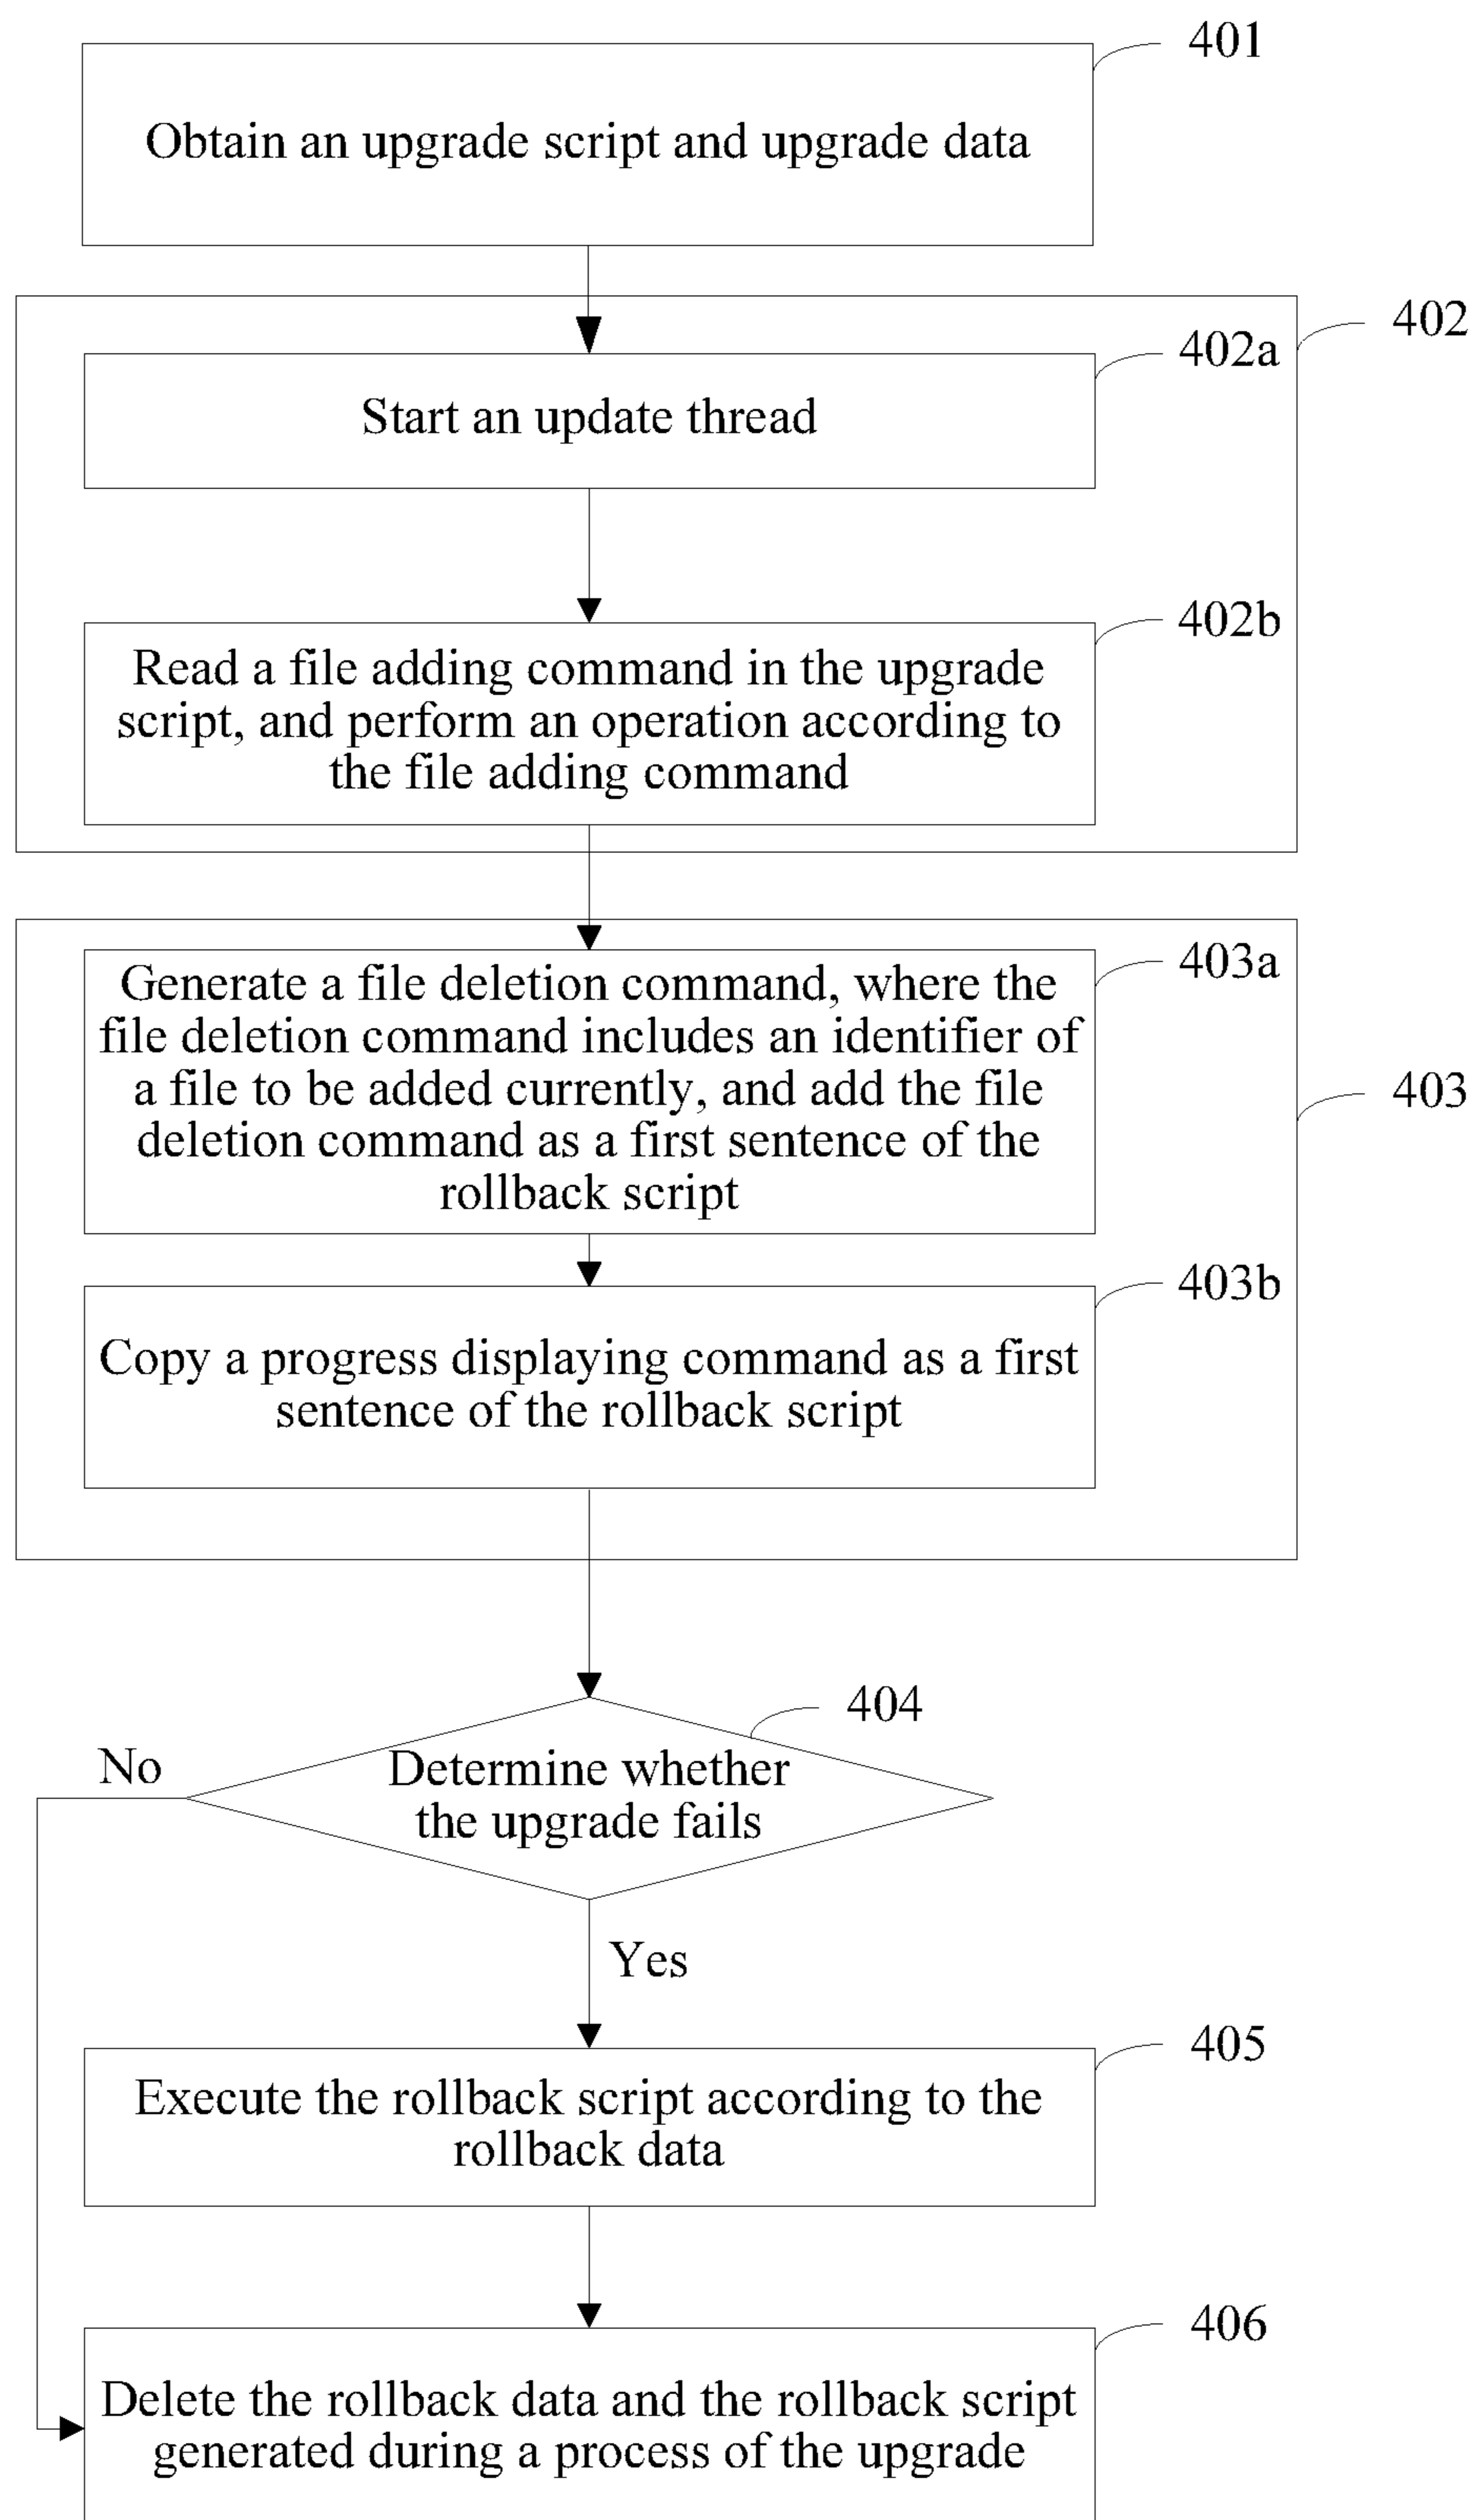 401
Obtain an upgrade script and upgrade data
402
402a
Start an update thread
402b
Read a file adding command in the upgrade
script, and perform an operation according to
the file adding command
403a
Generate a file deletion command, where the
file deletion command includes an identifier of
a file to be added currently, and add the file
deletion command as a first sentence of the
rollback script
403
403b
Copy a progress displaying command as a first
sentence of the rollback script
404
No
Determine whether
the upgrade fails
Yes
405
Execute the rollback script according to the
rollback data
406
Delete the rollback data and the rollback script
generated during a process of the upgrade